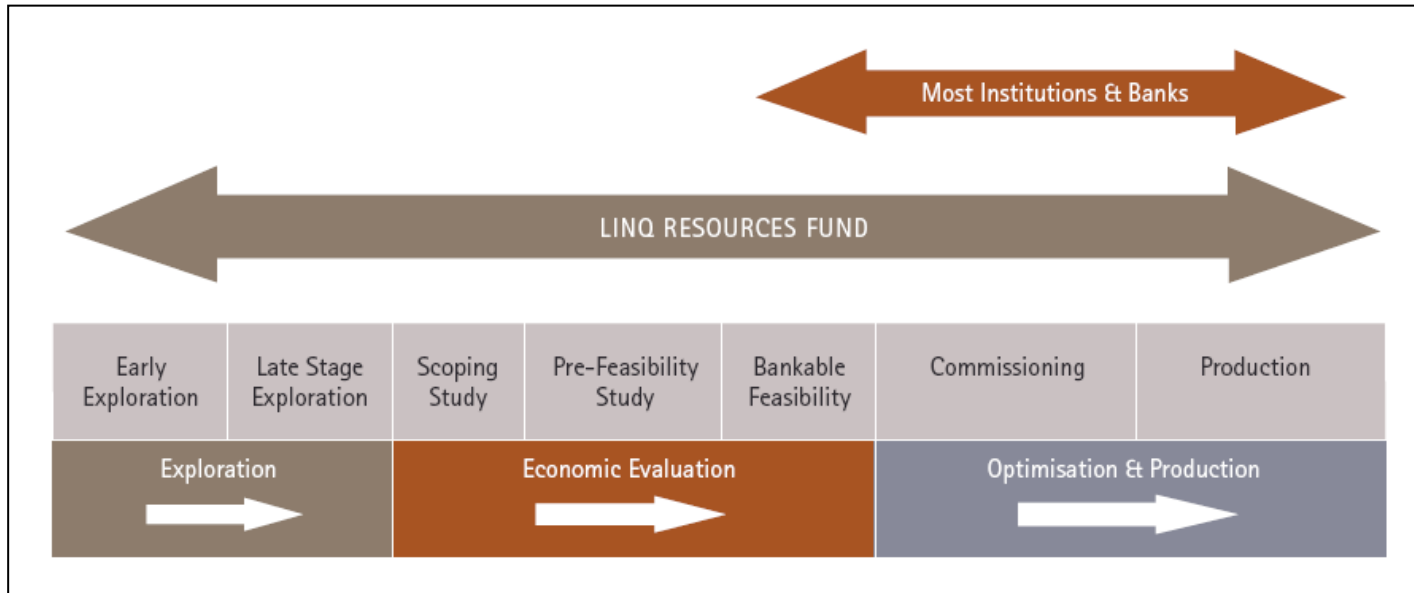 Most Institutions & Banks
LINQ RESOURCES FUND
Early
Exploration
Late Stage
Exploration
Scoping
Study
Pre-Feasibility
Study
Bankable
Feasibility
Commissioning
Production
Exploration
Economic Evaluation
Optimisation & Production